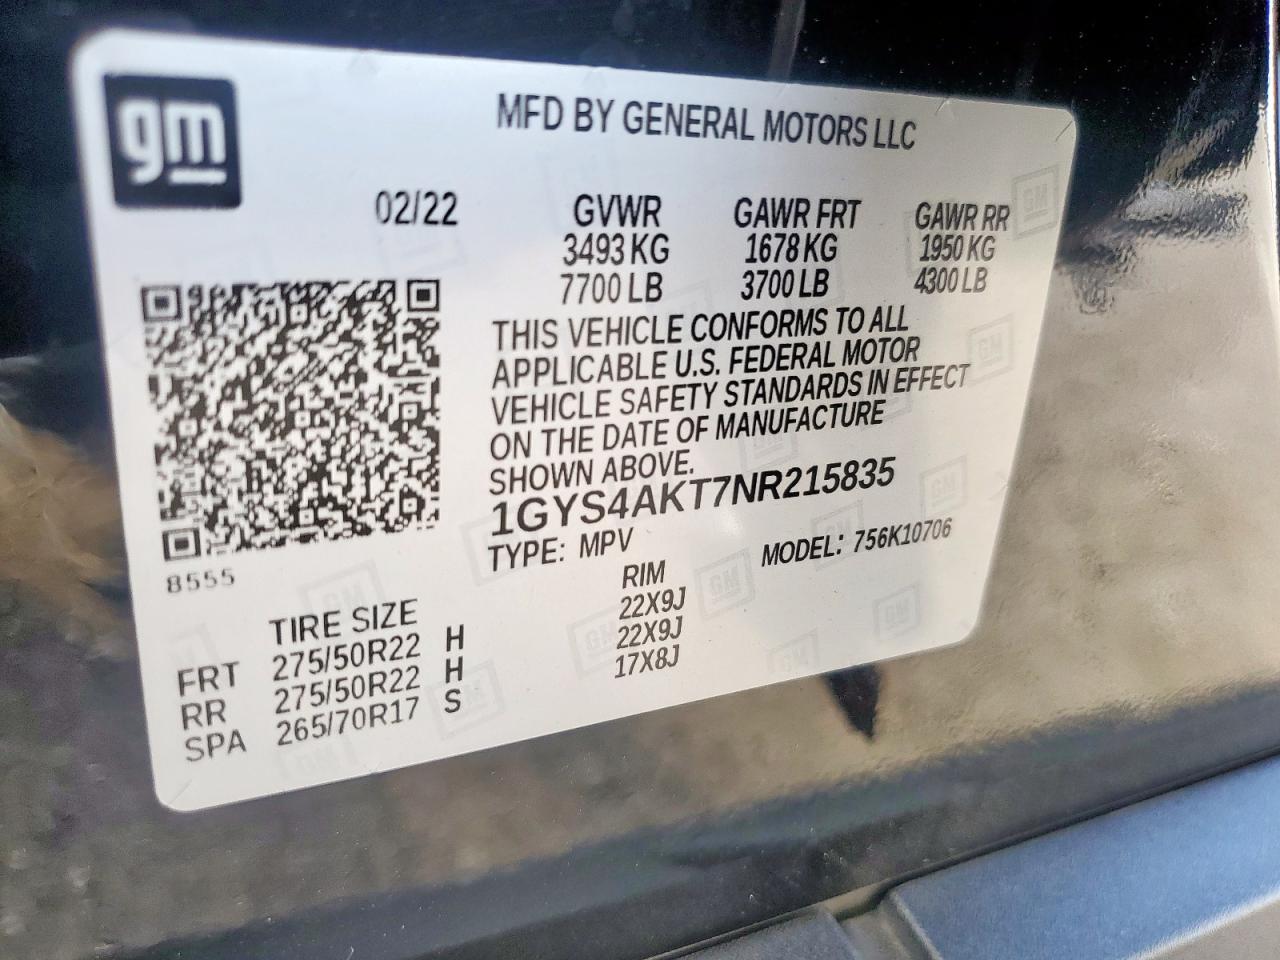 gm
MFD BY GENERAL MOTORS LLC
02/22 GVWR GAWR FRT GAWR RR
3493 KG 1678 KG 1950 KG
7700 LB 3700 LB 4300 LB
THIS VEHICLE CONFORMS TO ALL
APPLICABLE U.S. FEDERAL MOTOR
VEHICLE SAFETY STANDARDS IN EFFECT
ON THE DATE OF MANUFACTURE
SHOWN ABOVE.
1GYS4AKT7NR215835
TYPE: MPV MODEL: 756K10706
8555
TIRE SIZE RIM
FRT 275/50R22 H 22X9J
RR 275/50R22 H 22X9J
SPA 265/70R17 S 17X8J